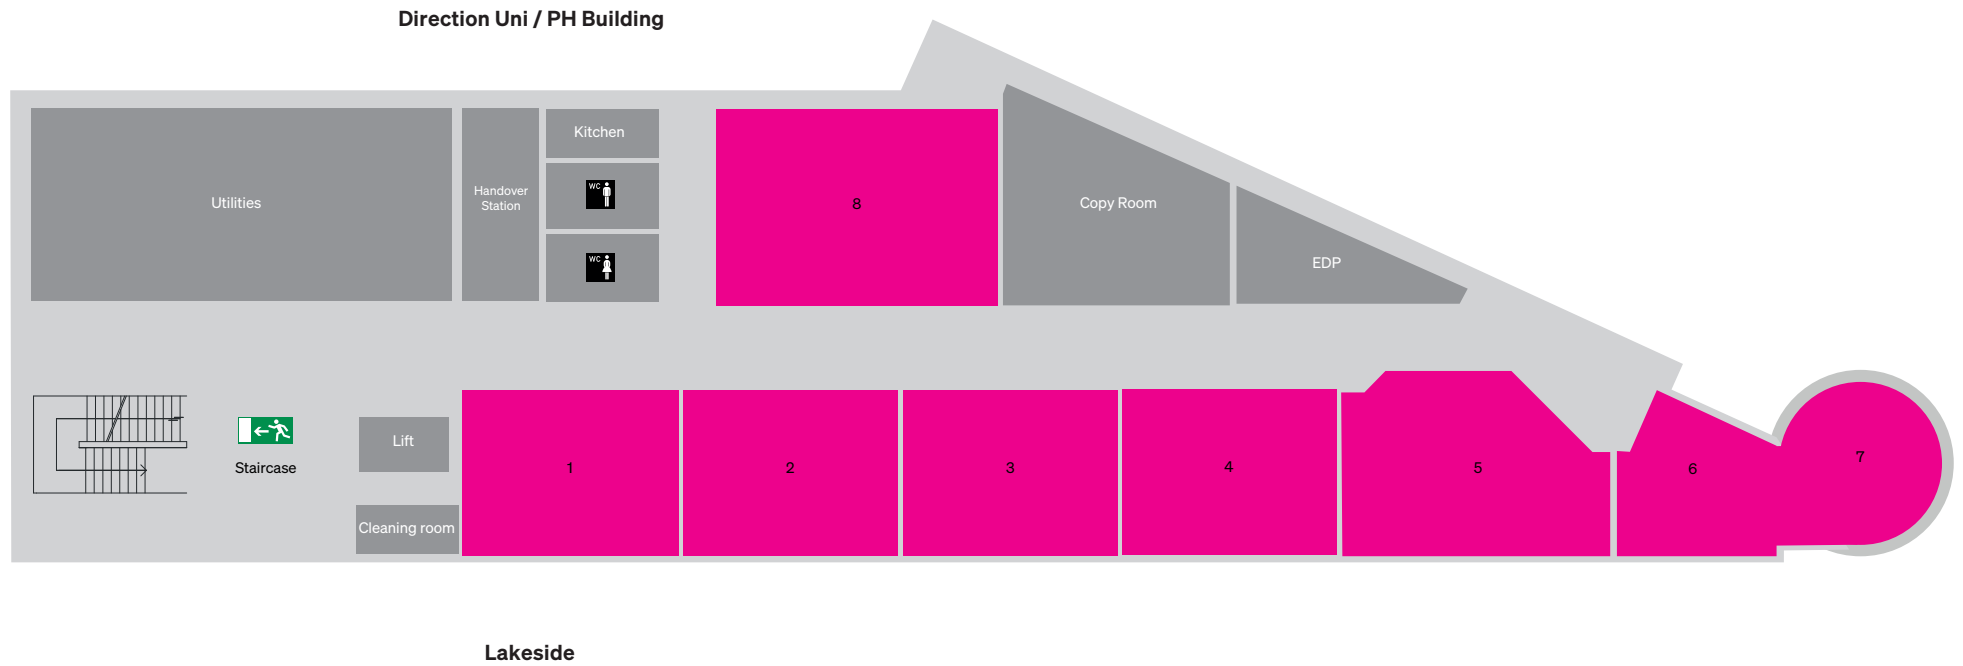 Direction Uni / PH Building
Kitchen
Utilities
Handover
Station
WC
WC
8
Copy Room
EDP
Staircase
Lift
Cleaning room
1
2
3
4
5
6
7
Lakeside